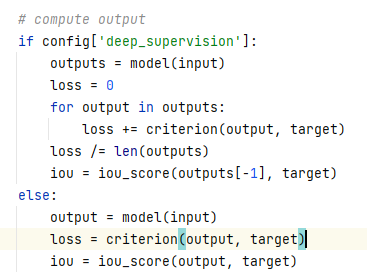 # compute output
if config['deep_supervision']:
    outputs = model(input)
    loss = 0
    for output in outputs:
        loss += criterion(output, target)
    loss /= len(outputs)
    iou = iou_score(outputs[-1], target)
else:
    output = model(input)
    loss = criterion(output, target)
    iou = iou_score(output, target)